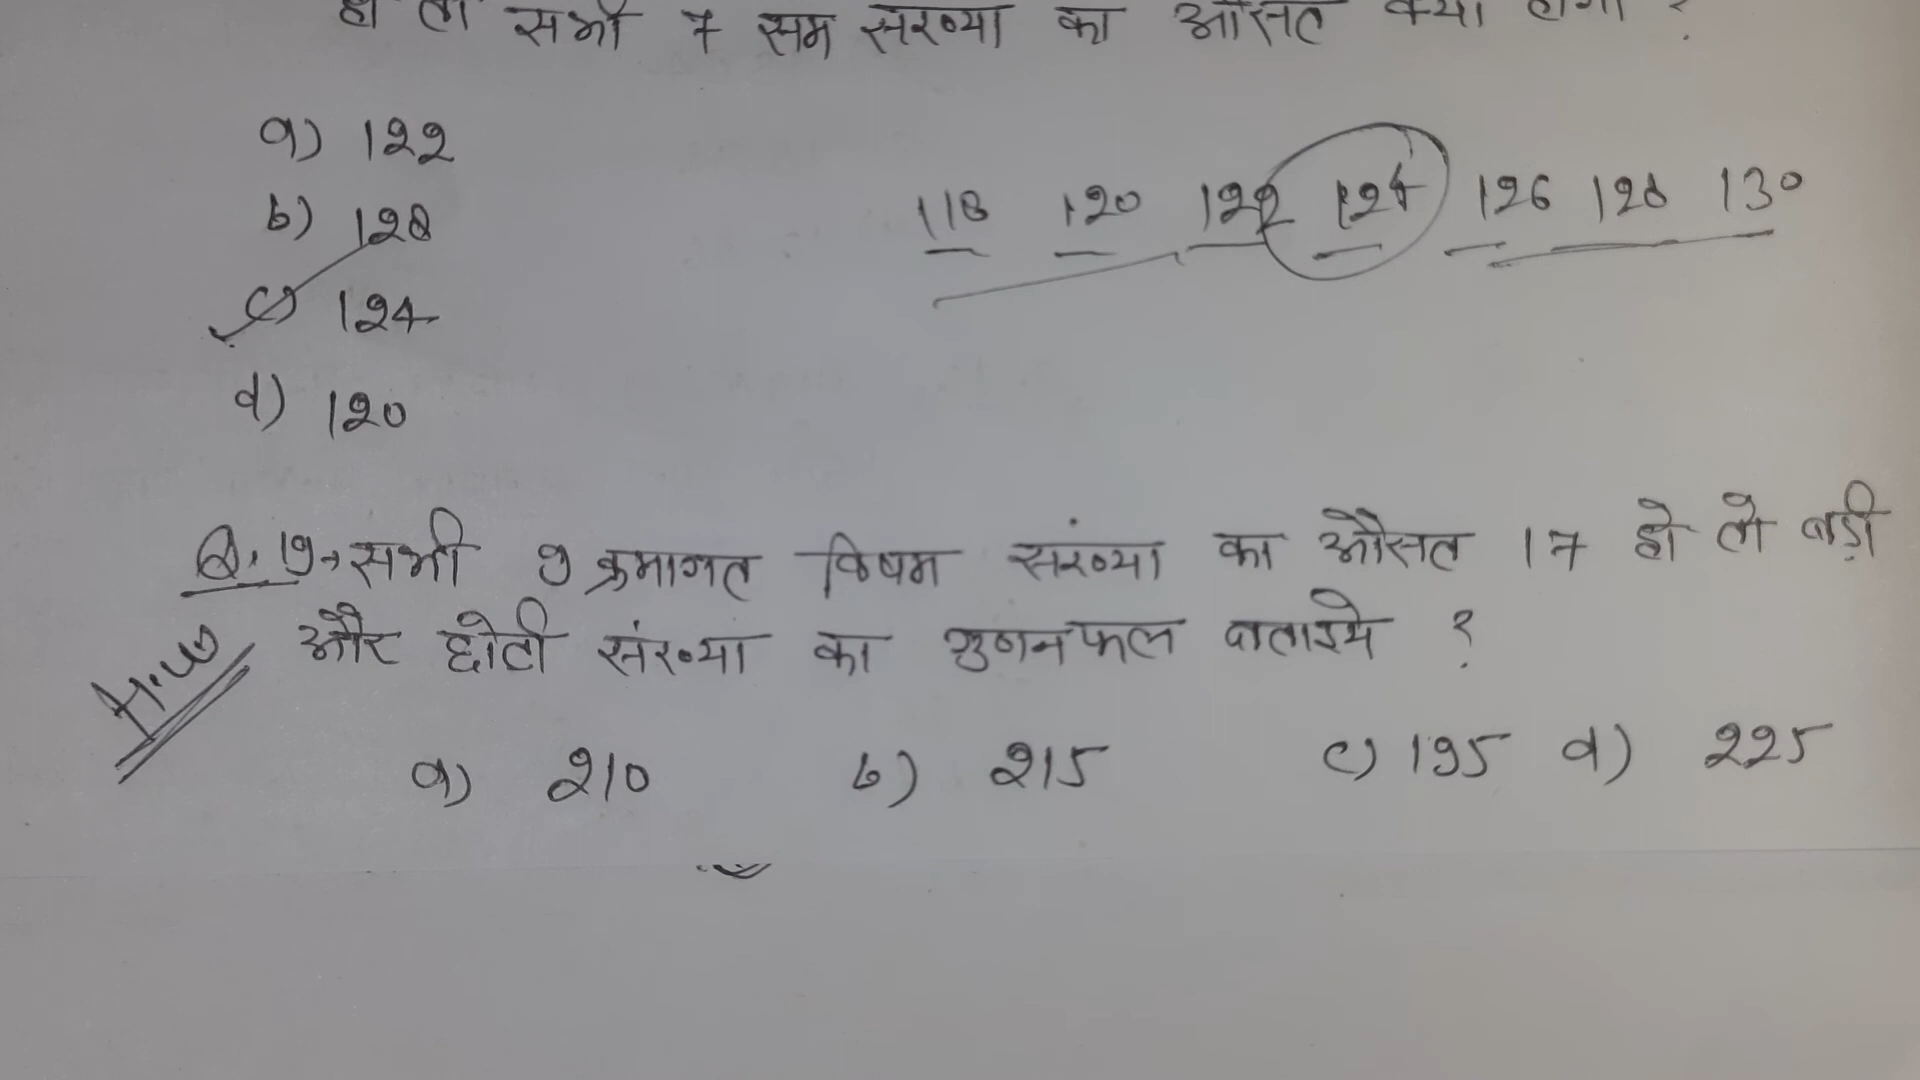 हो तो सभी 7 सम संख्या का औसत क्या होगा ?
a) 122
b) 128
c) 124
d) 120
118 120 122 124 126 128 130
Q.19→ सभी 9 क्रमागत विषम संख्या का औसत 17 हो तो बड़ी
और छोटी संख्या का गुणनफल बताइये ?
H.W
a) 210 b) 215 c) 195 d) 225